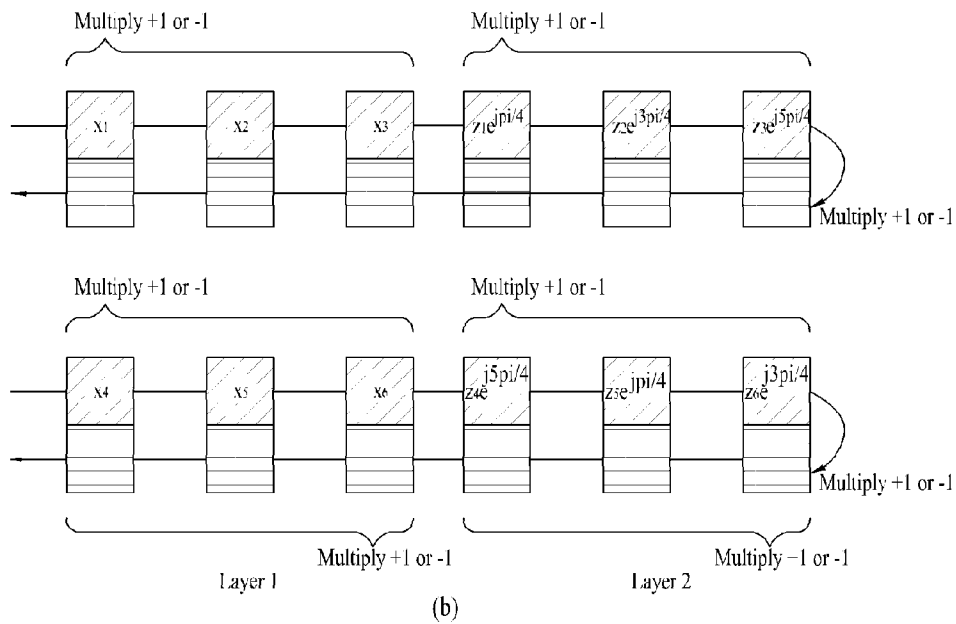 Multiply +1 or -1 Multiply +1 or -1
x1 x2 x3 z1e jpi/4 z2e j3pi/4 z3e j5pi/4
Multiply +1 or -1
Multiply +1 or -1 Multiply +1 or -1
x4 x5 x6 z4e j5pi/4 z5e jpi/4 z6e j3pi/4
Multiply +1 or -1
Multiply +1 or -1 Multiply −1 or -1
Layer 1 Layer 2
(b)